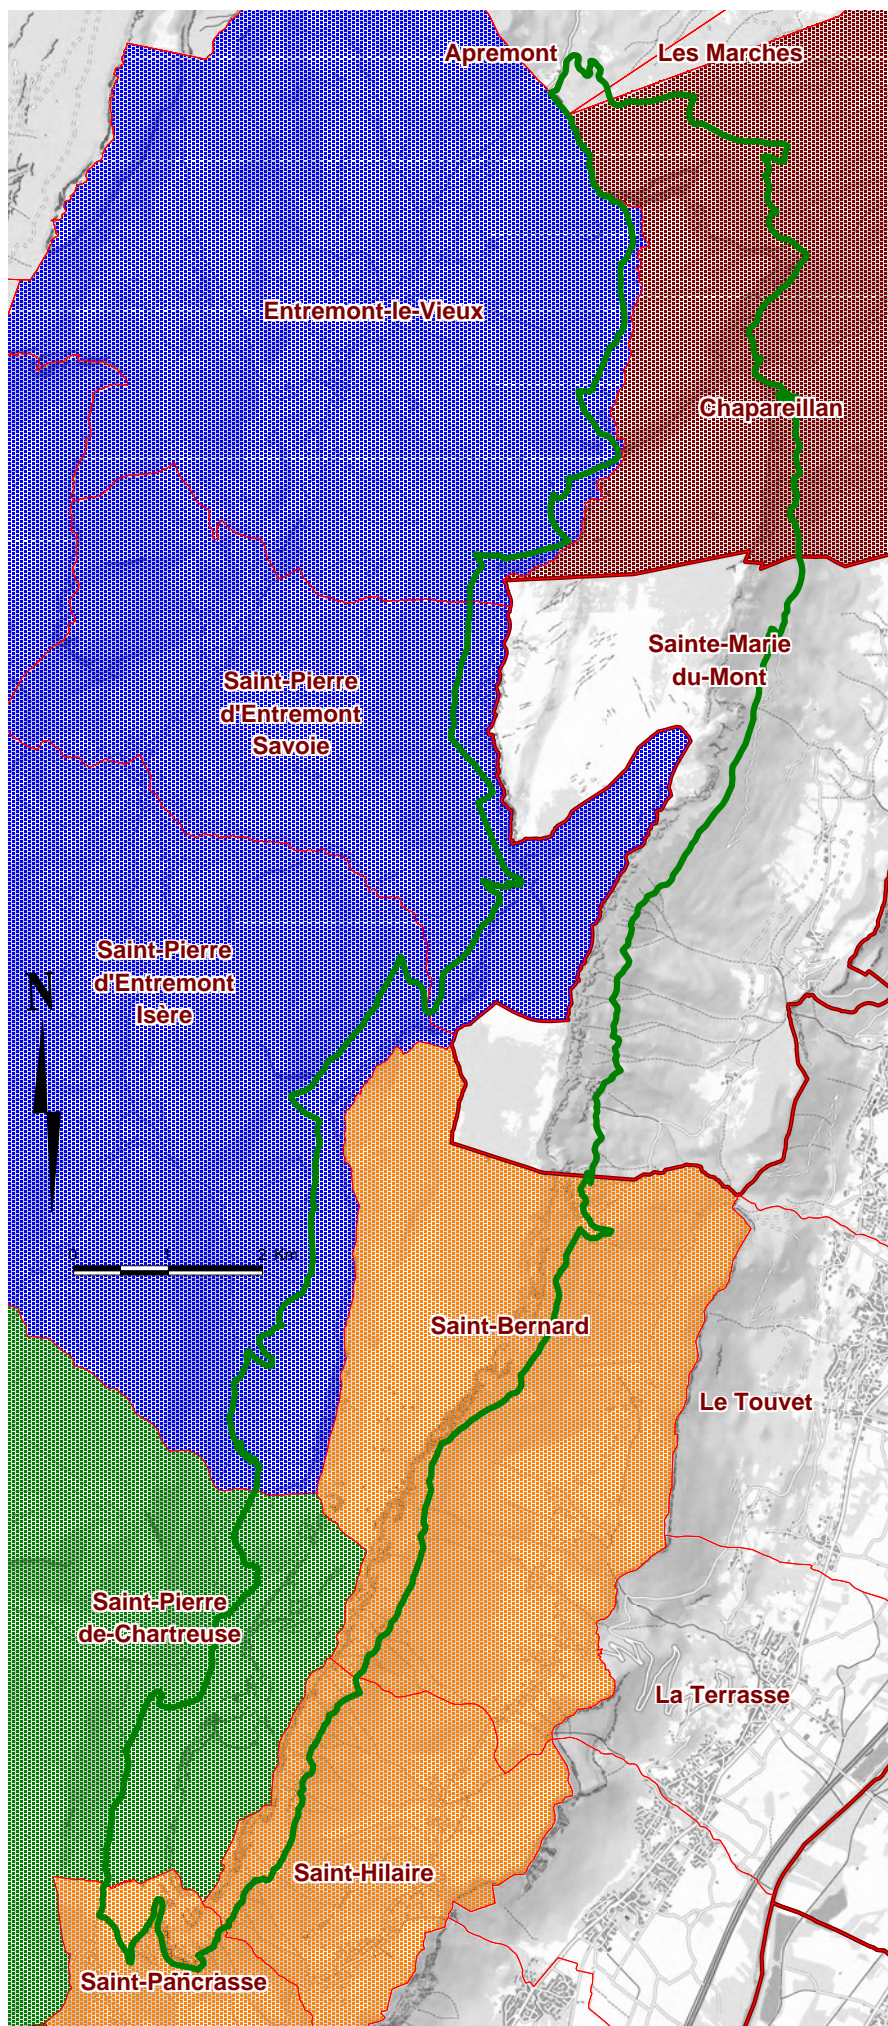 Apremont
Les Marches
Entremont-le-Vieux
Chapareillan
Sainte-Marie
du-Mont
Saint-Pierre
d'Entremont
Savoie
Saint-Pierre
d'Entremont
Isère
N
0 1 2 Km
Saint-Bernard
Le Touvet
Saint-Pierre
de-Chartreuse
La Terrasse
Saint-Hilaire
Saint-Pancrasse